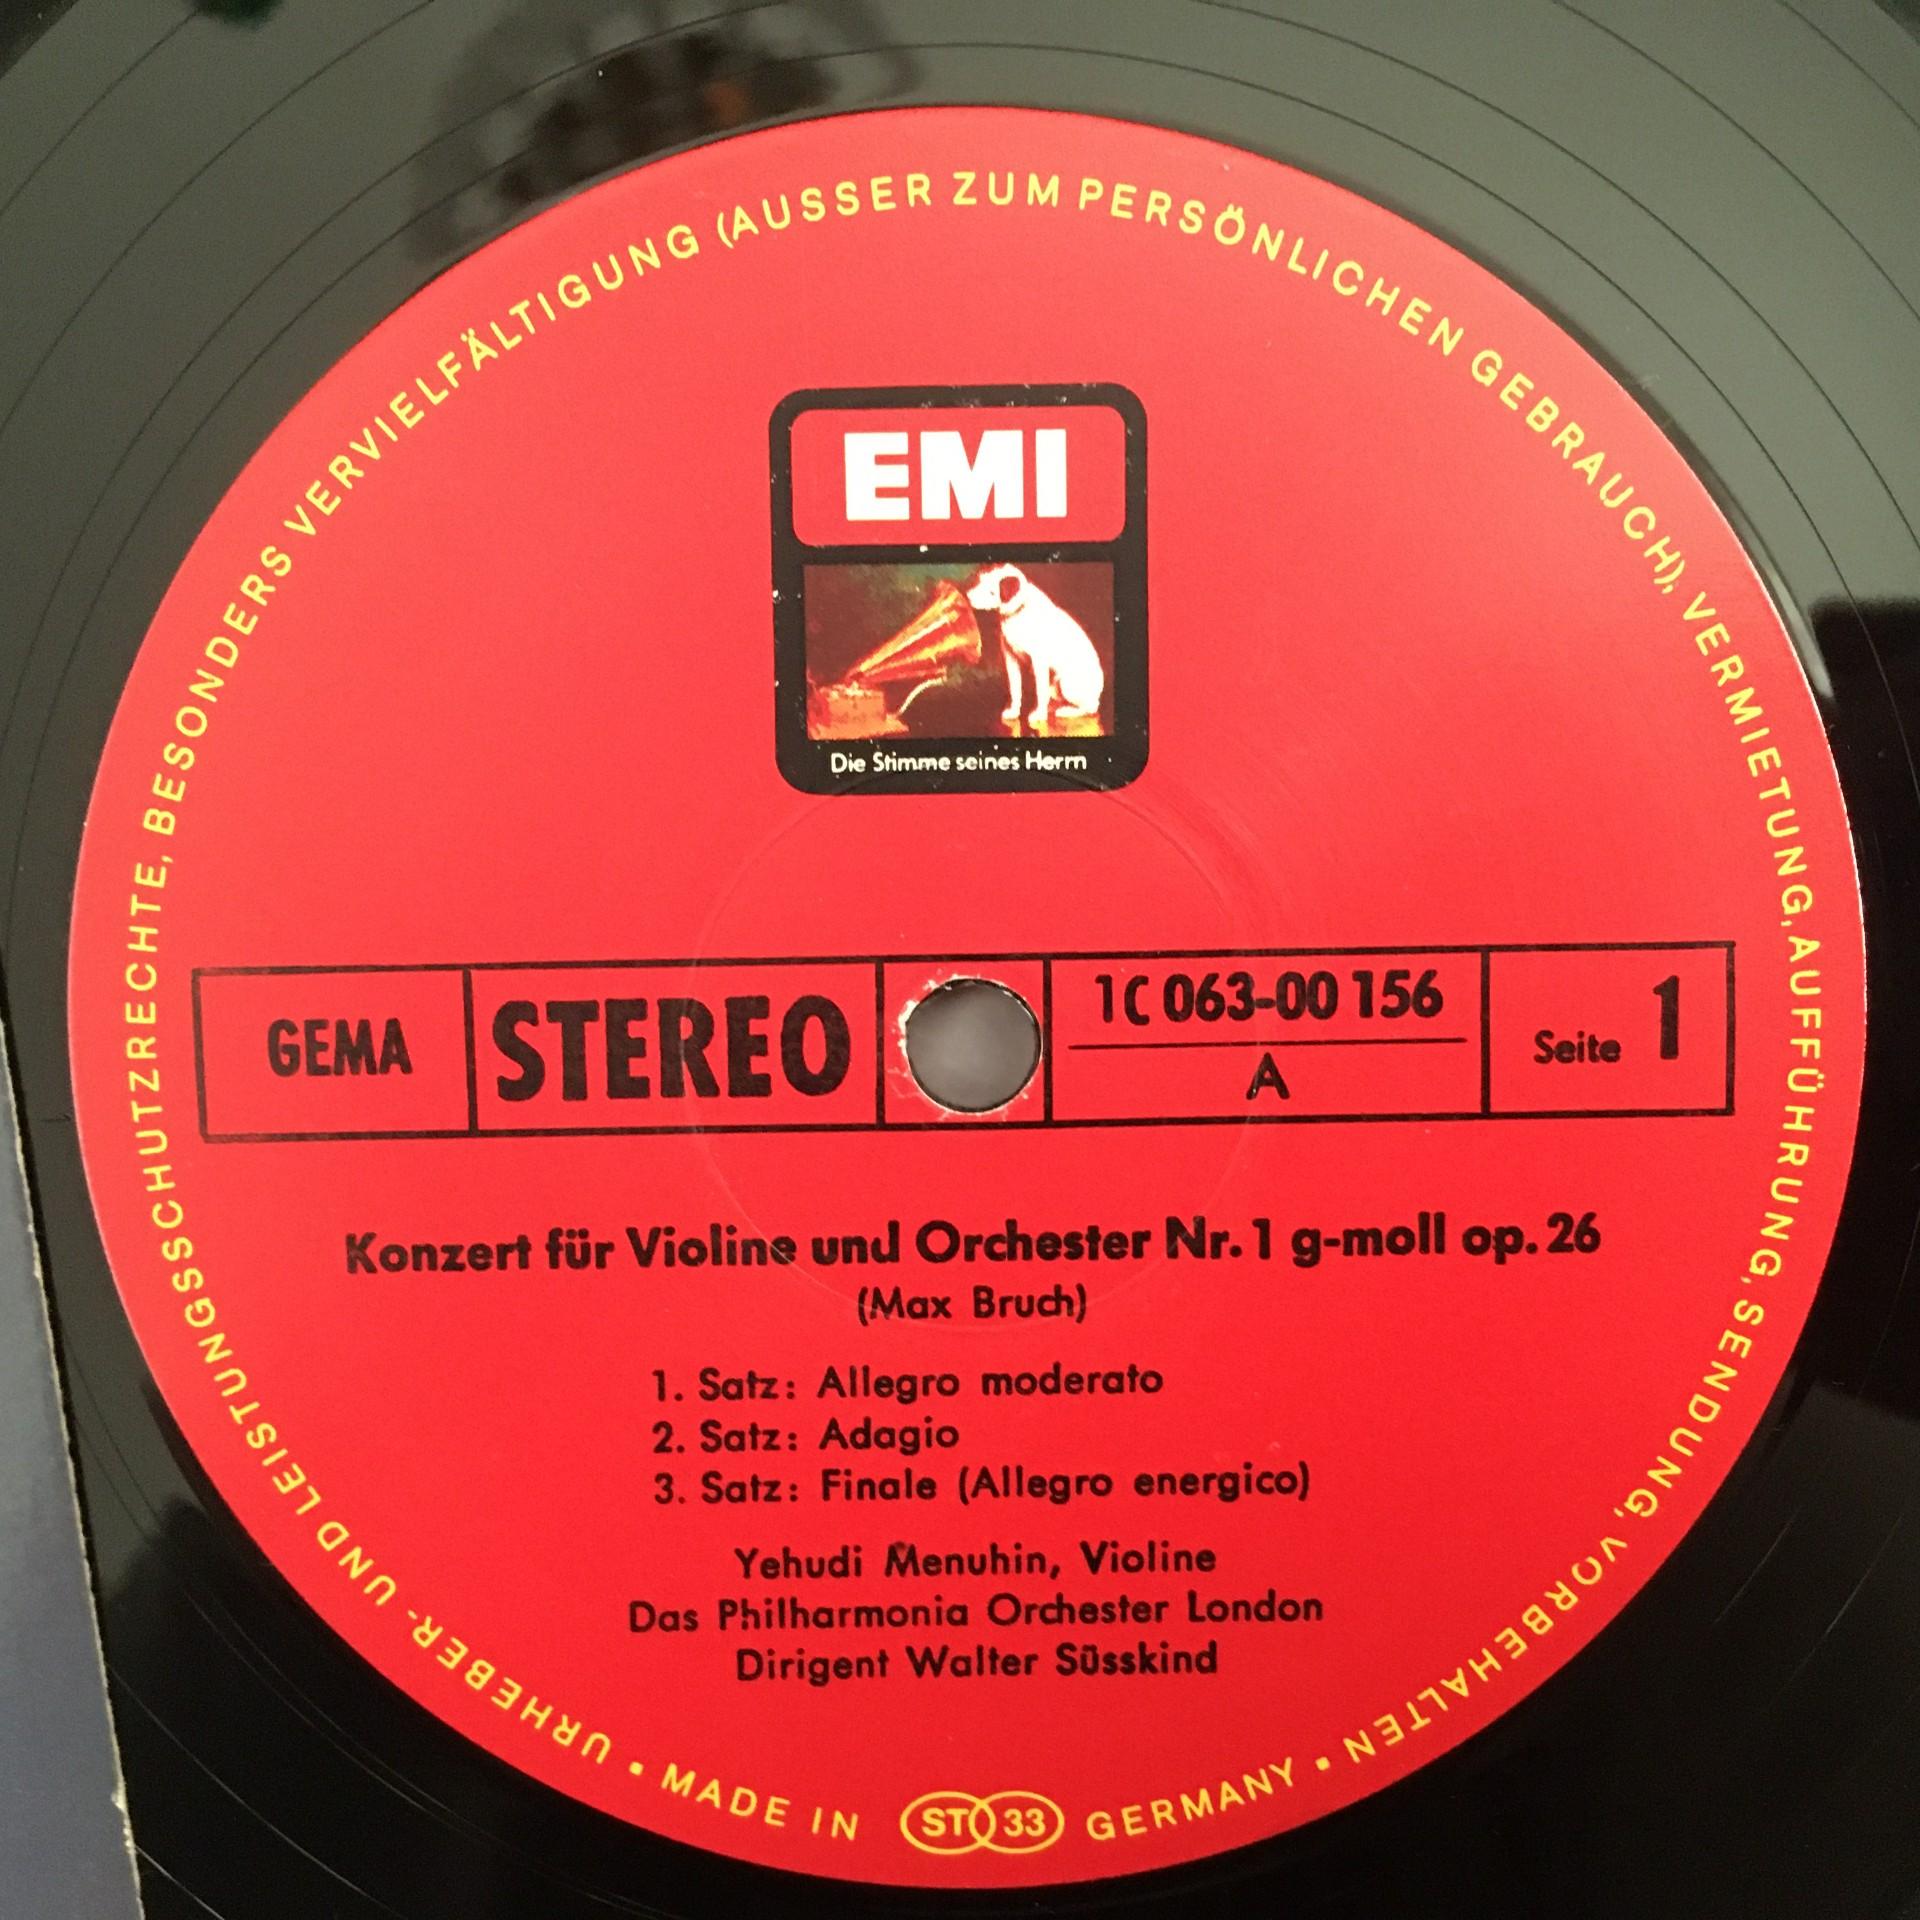 EMI
Die Stimme seines Herrn
GEMA
STEREO
1C 063-00 156
A
Seite 1
Konzert für Violine und Orchester Nr. 1 g-moll op. 26
(Max Bruch)
1. Satz: Allegro moderato
2. Satz: Adagio
3. Satz: Finale (Allegro energico)
Yehudi Menuhin, Violine
Das Philharmonia Orchester London
Dirigent Walter Süsskind
URHEBER- UND LEISTUNGSSCHUTZRECHTE, BESONDERS VERVIELFÄLTIGUNG (AUSSER ZUM PERSÖNLICHEN GEBRAUCH), VERMIETUNG, AUFFÜHRUNG, SENDUNG, VORBEHALTEN •
• MADE IN ST 33 GERMANY